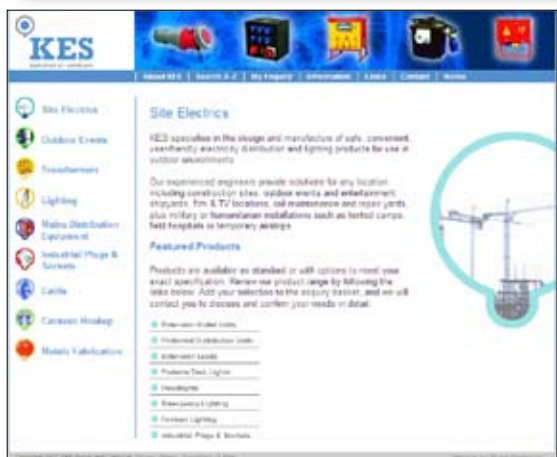 KES
About KES | Search A-Z | My Enquiry | Information | Links | Contact | Home
Site Electrics
Outdoor Events
Transformers
Lighting
Mains Distribution
Equipment
Industrial Plugs &
Sockets
Cable
Caravan Hookup
Metals Fabrication
Site Electrics
KES specialise in the design and manufacture of safe, convenient,
user-friendly electricity distribution and lighting products for use in
outdoor environments.
Our experienced engineers provide solutions for any location
including construction sites, outdoor events and entertainment,
shipyards, film & TV locations, rail maintenance and repair yards,
plus military or humanitarian installations such as tented camps,
field hospitals or temporary airstrips.
Featured Products
Products are available as standard or with options to meet your
exact specification. Review our product range by following the
links below. Add your selection to the enquiry basket, and we will
contact you to discuss and confirm your needs in detail.
Extension Outlet Units
Protected Distribution Units
Extension Leads
Portable Task Lights
Floodlights
Emergency Lighting
Festoon Lighting
Industrial Plugs & Sockets